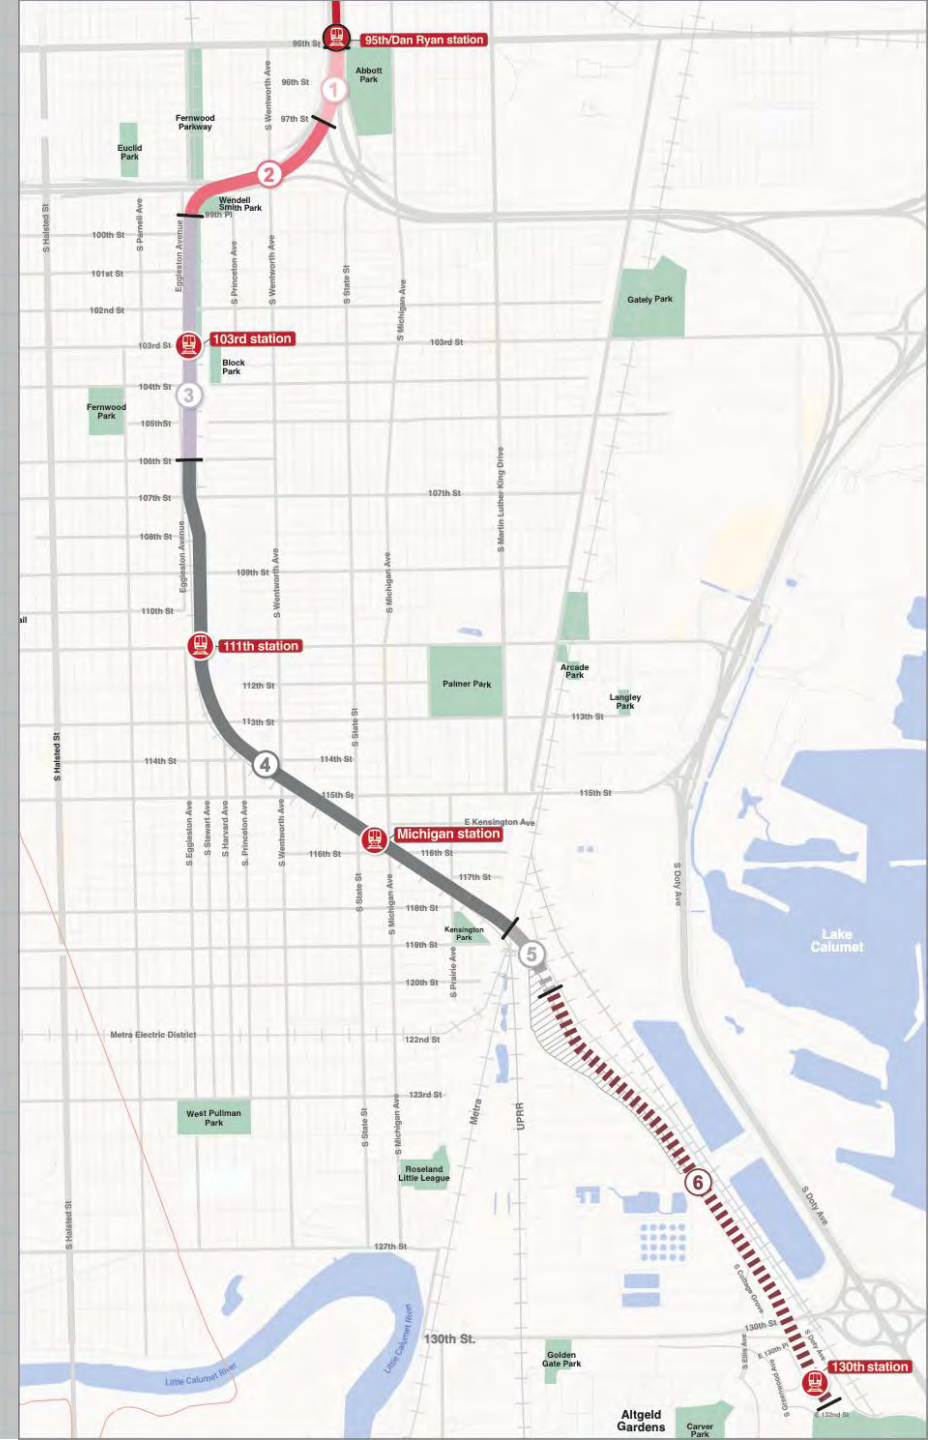 95th/Dan Ryan station
95th St
Abbott
Park
96th St
1
S Wentworth Ave
97th St
Fernwood
Parkway
Euclid
Park
2
Wendell
Smith Park
99th Pl
S Halsted St
S Parnell Ave
100th St
Eggleston Avenue
S Princeton Ave
S Wentworth Ave
S State St
S Michigan Ave
101st St
Gately Park
102nd St
103rd station
103rd St
103rd St
Block
Park
104th St
3
Fernwood
Park
105thSt
106th St
S Martin Luther King Drive
107th St
107th St
108th St
Eggleston Avenue
109th St
S Wentworth Ave
S Michigan Ave
110th St
ail
111th station
Arcade
Park
Palmer Park
112th St
Langley
Park
113th St
113th St
S State St
S Halsted St
114th St
114th St
4
115th St
115th St
E Kensington Ave
Michigan station
S Eggleston Ave
S Stewart Ave
S Harvard Ave
S. Princeton Ave
S Wentworth Ave
116th St
116th St
117th St
S State St
S Michigan Ave
S Doty Ave
118th St
Kensington
Park
119th St
5
Lake
Calumet
S Prairie Ave
120th St
Metra Electric District
122nd St
123rd St
Metra
UPRR
West Pullman
Park
S State St
S Michigan Ave
Roseland
Little League
6
S Doty Ave
S Halsted St
127th St
S Cottage Grove
Little Calumet River
130th St.
130th St
S Doty Ave
E 130th Pl
S Ellis Ave
Golden
Gate Park
130th station
Little Calumet River
S Greenwood Ave
E 132nd St
Altgeld
Gardens
Carver
Park